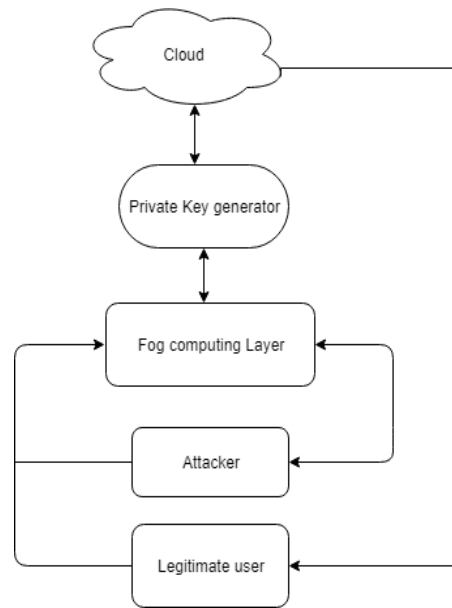 Cloud
Private Key generator
Fog computing Layer
Attacker
Legitimate user